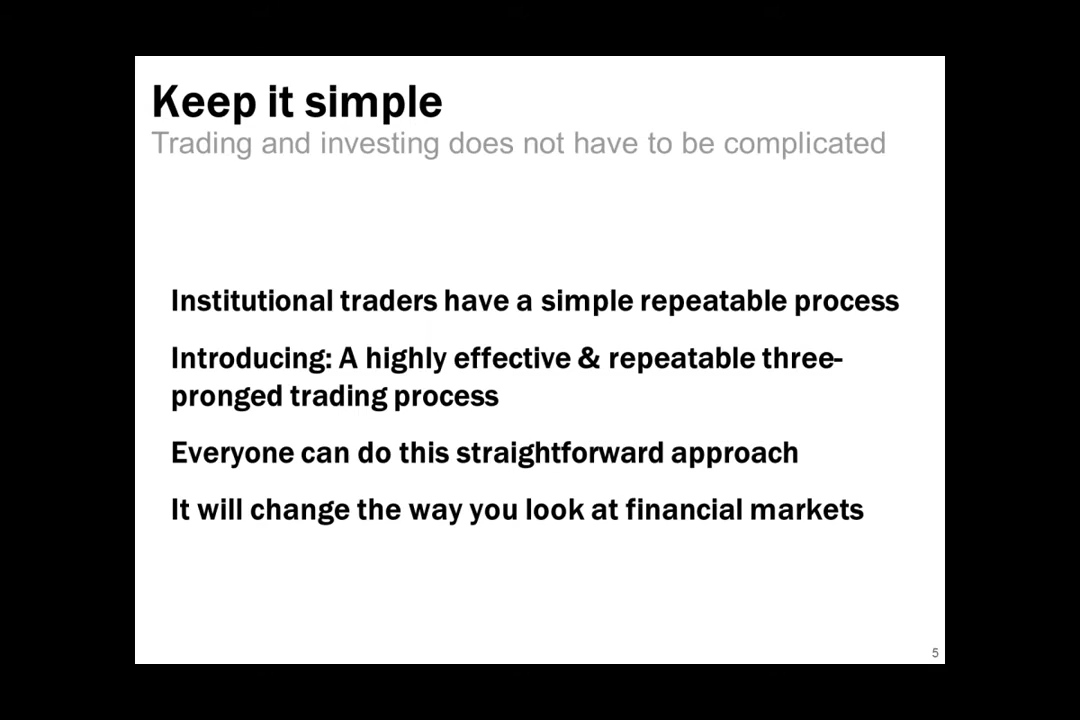 Keep it simple
Trading and investing does not have to be complicated
Institutional traders have a simple repeatable process
Introducing: A highly effective & repeatable three-
pronged trading process
Everyone can do this straightforward approach
It will change the way you look at financial markets
5